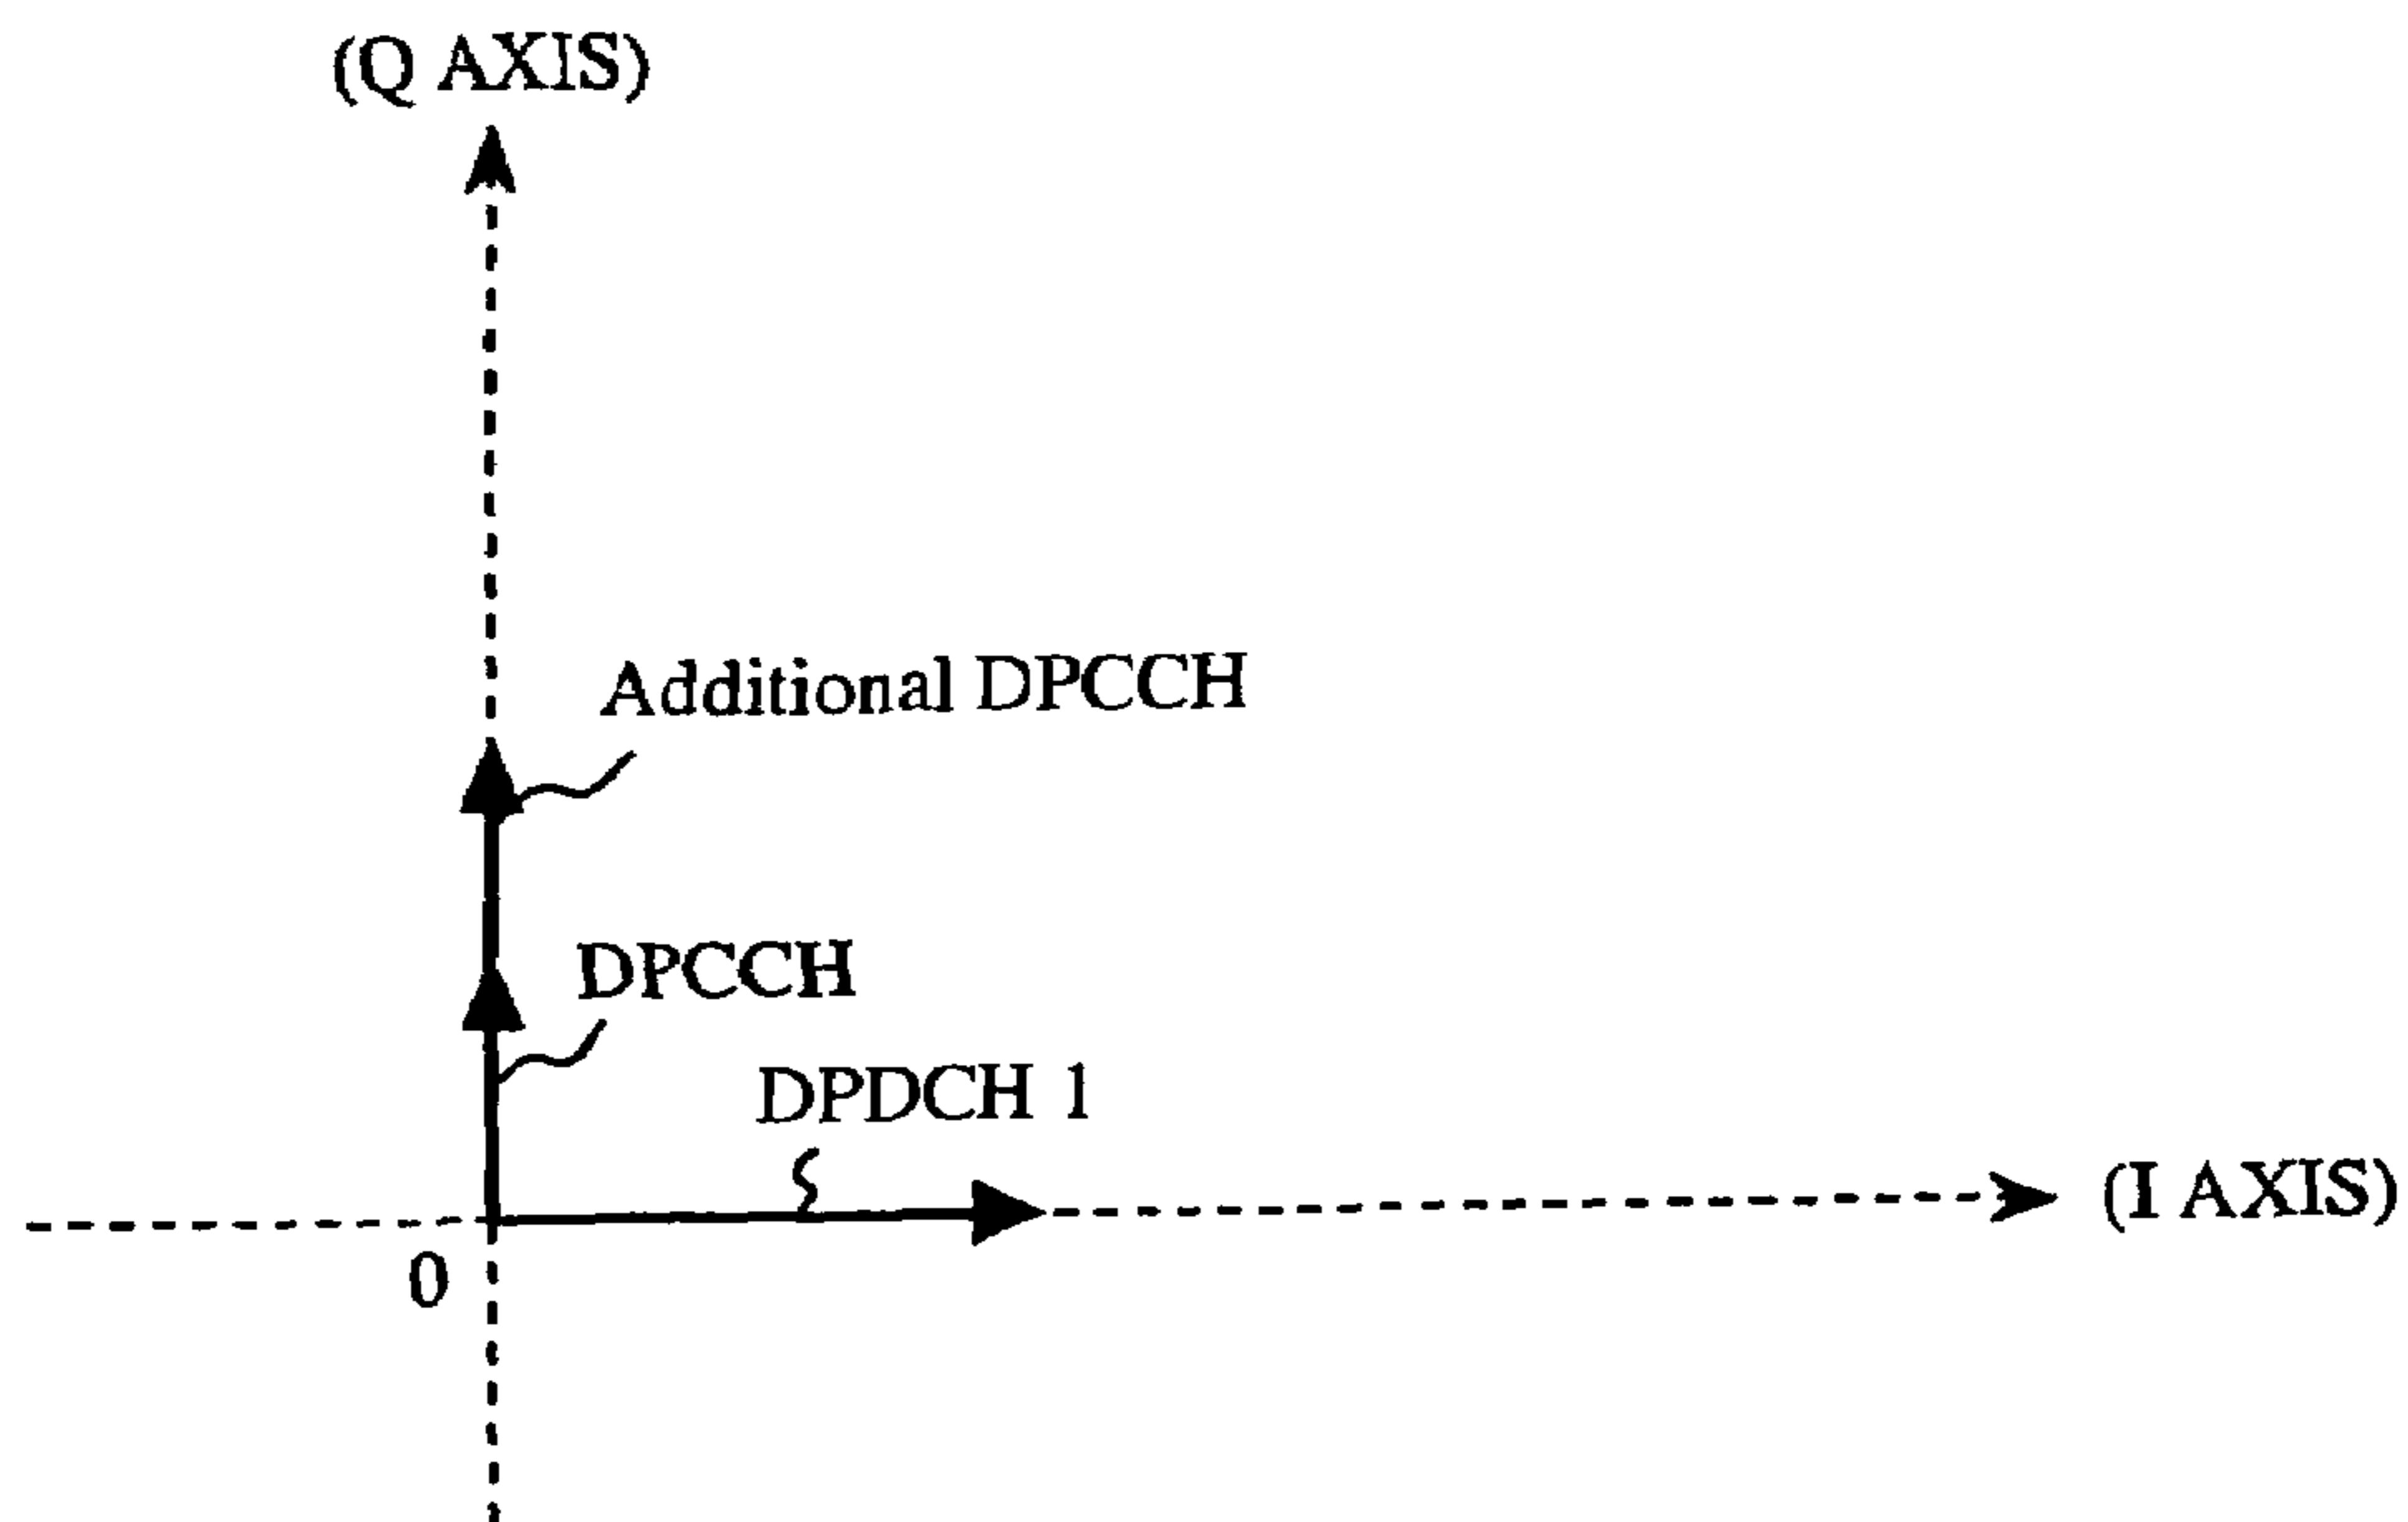 (Q AXIS)
Additional DPCCH
DPCCH
DPDCH 1
(I AXIS)
0